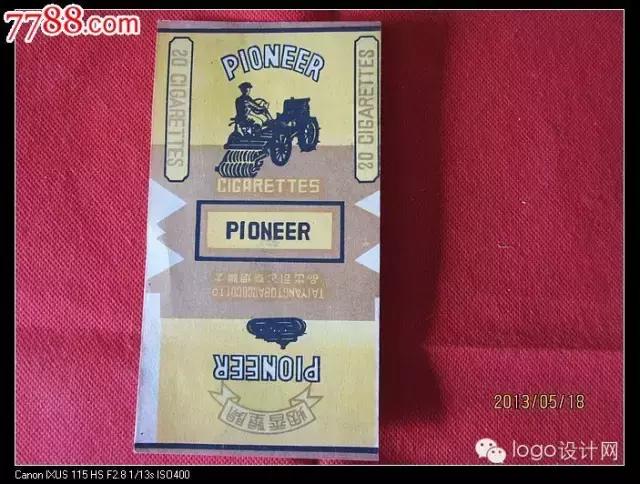 7788.com
PIONEER
20 CIGARETTES
20 CIGARETTES
CIGARETTES
PIONEER
TAIYANGTOBACCOCOLTD
PIONEER
2013/05/18
logo设计网
Canon IXUS 115 HS F2.8 1/13s ISO400